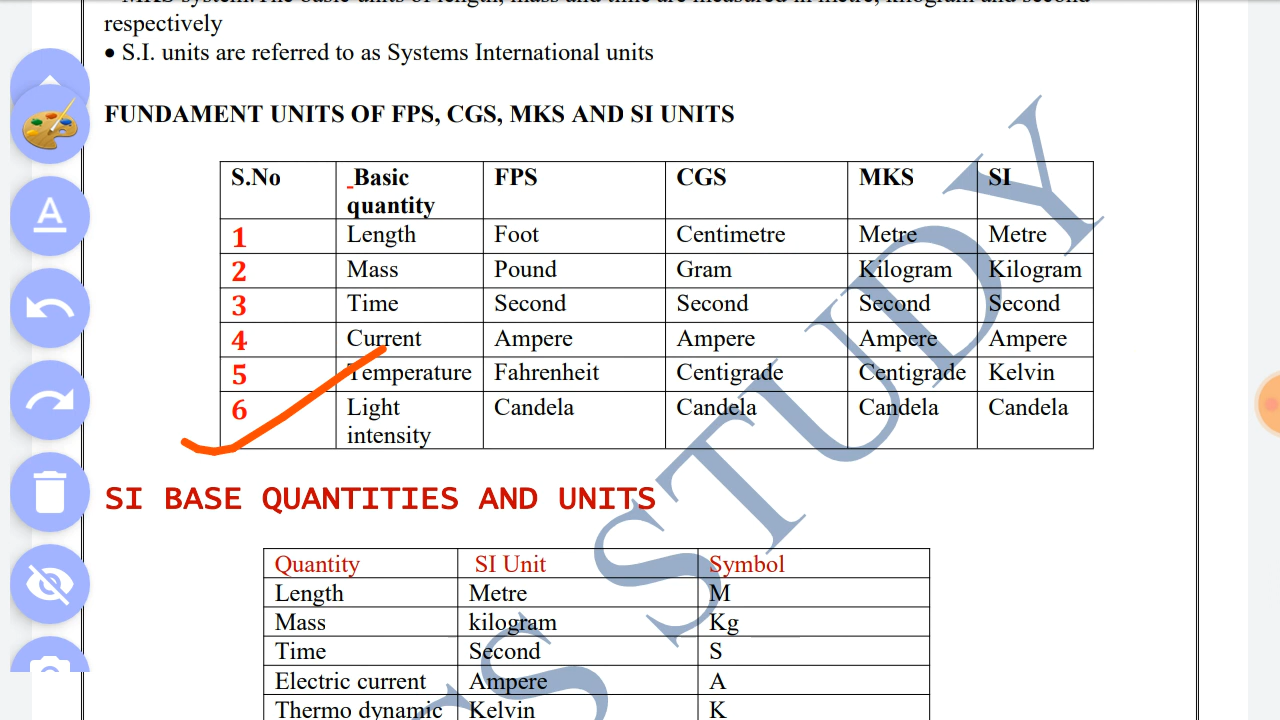 respectively
• S.I. units are referred to as Systems International units
FUNDAMENT UNITS OF FPS, CGS, MKS AND SI UNITS
S.No Basic quantity FPS CGS MKS SI
1 Length Foot Centimetre Metre Metre
2 Mass Pound Gram Kilogram Kilogram
3 Time Second Second Second Second
4 Current Ampere Ampere Ampere Ampere
5 Temperature Fahrenheit Centigrade Centigrade Kelvin
6 Light intensity Candela Candela Candela Candela
SI BASE QUANTITIES AND UNITS
Quantity SI Unit Symbol
Length Metre M
Mass kilogram Kg
Time Second S
Electric current Ampere A
Thermo dynamic Kelvin K
STUDY
A